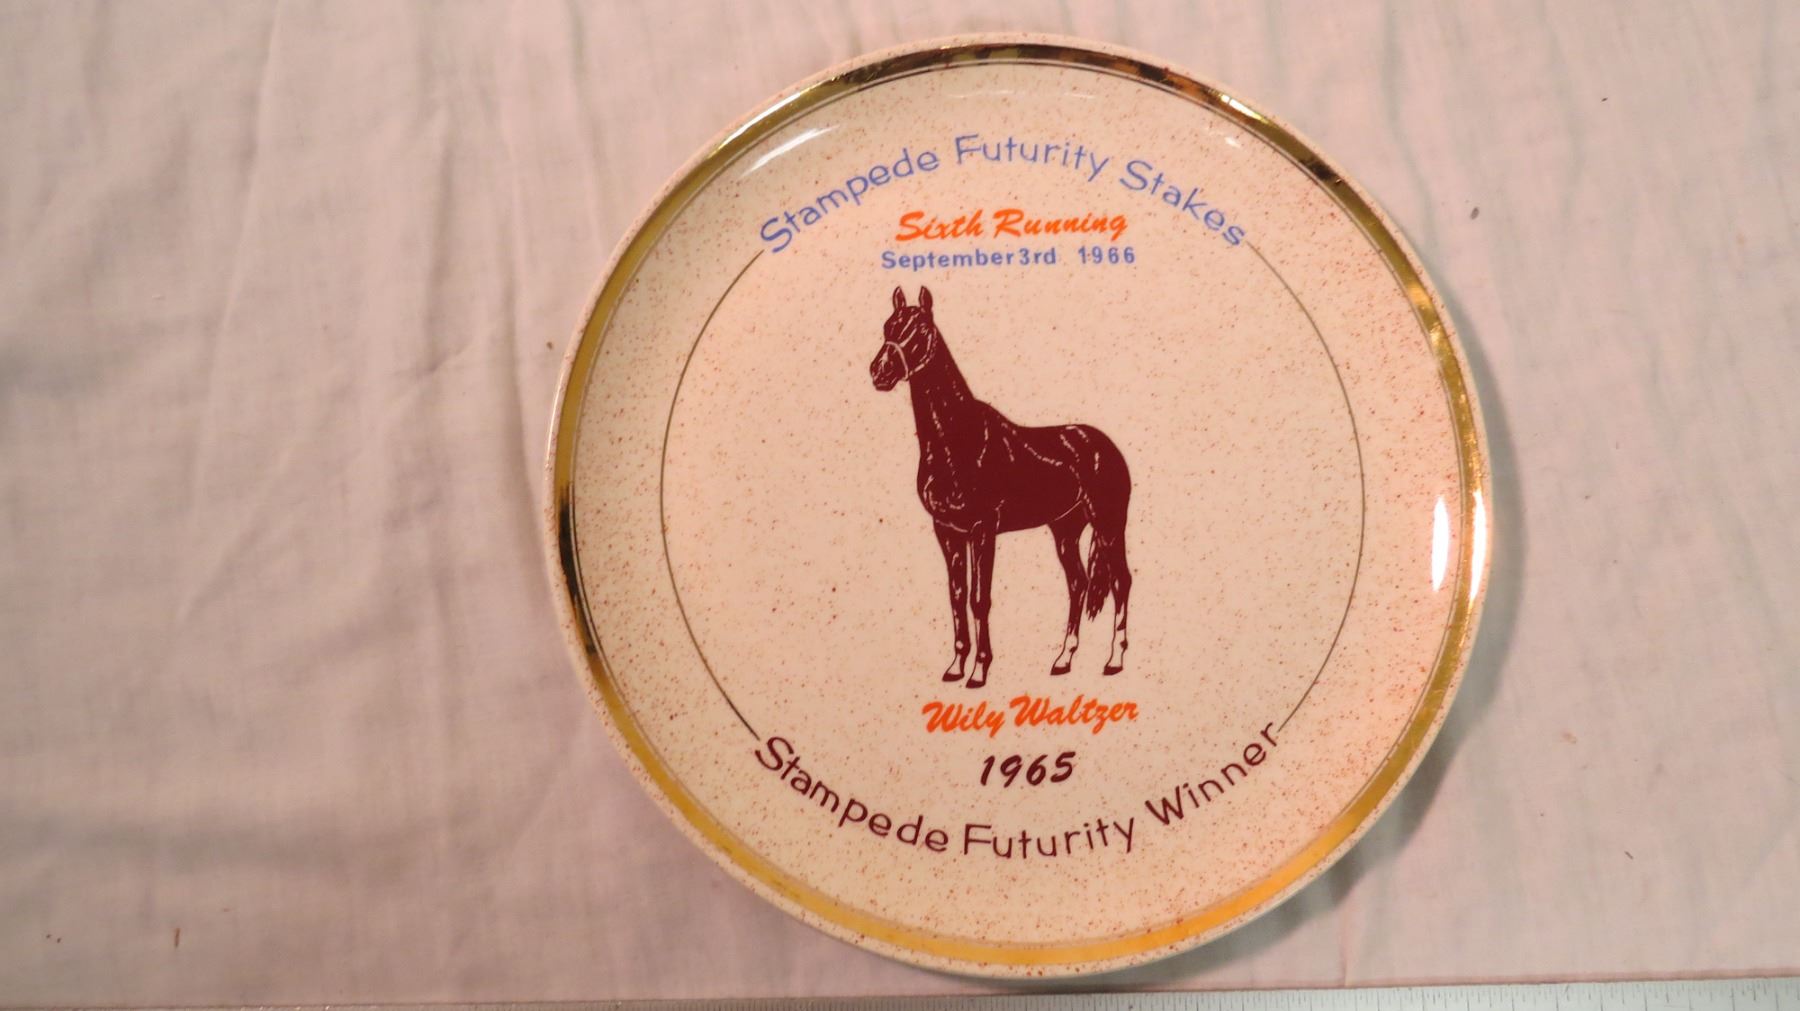 Stampede Futurity Stakes
Sixth Running
September 3rd 1966
Wily Waltzer
1965
Stampede Futurity Winner